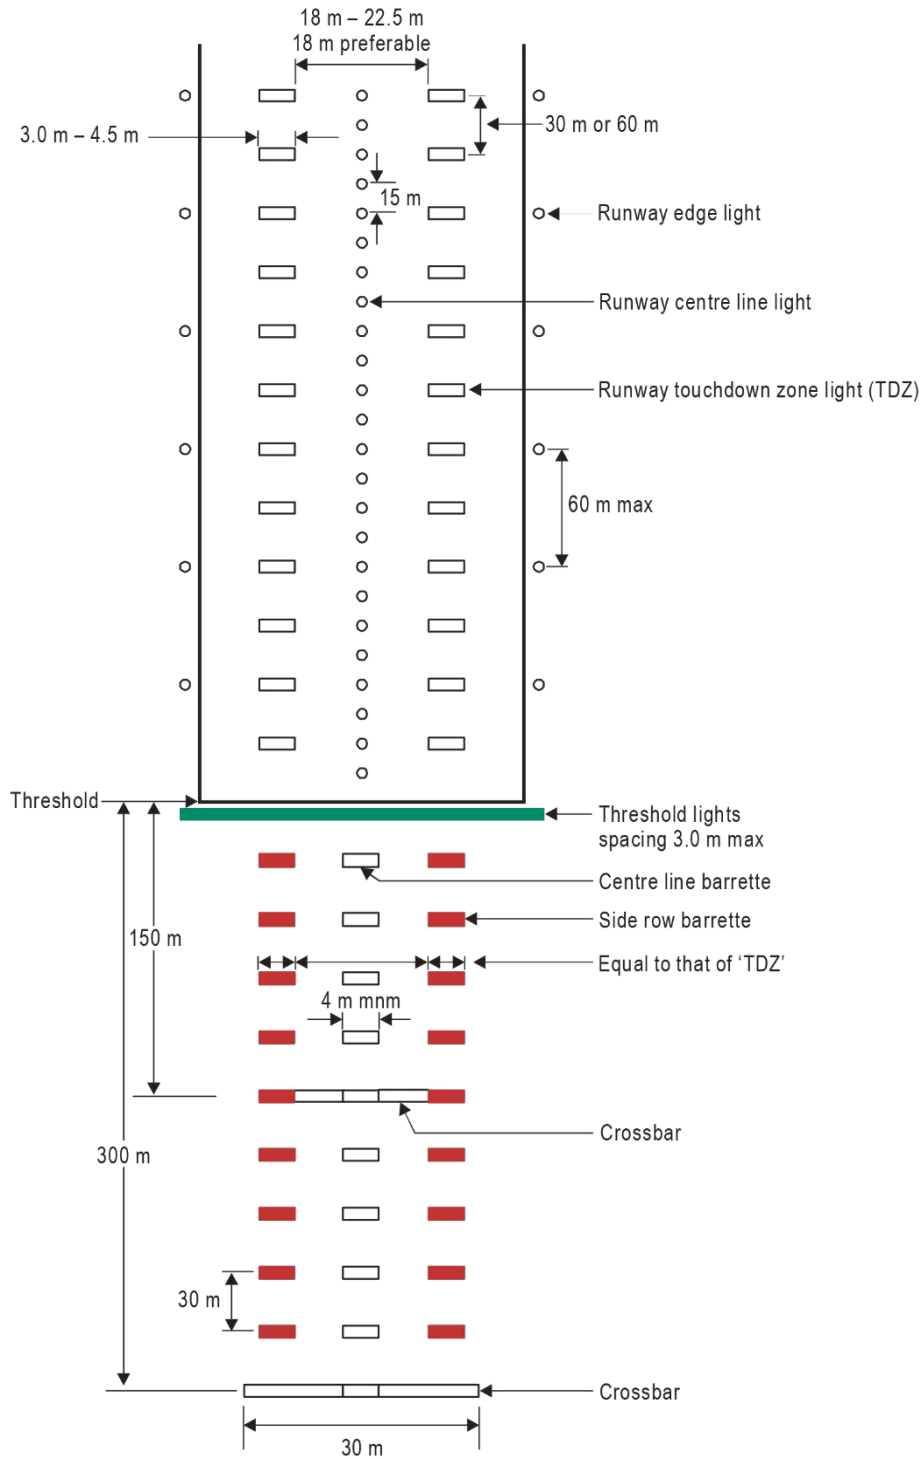 18 m – 22.5 m
18 m preferable
3.0 m – 4.5 m
30 m or 60 m
15 m
Runway edge light
Runway centre line light
Runway touchdown zone light (TDZ)
60 m max
Threshold
Threshold lights
spacing 3.0 m max
Centre line barrette
Side row barrette
150 m
Equal to that of ‘TDZ’
4 m mnm
Crossbar
300 m
30 m
Crossbar
30 m